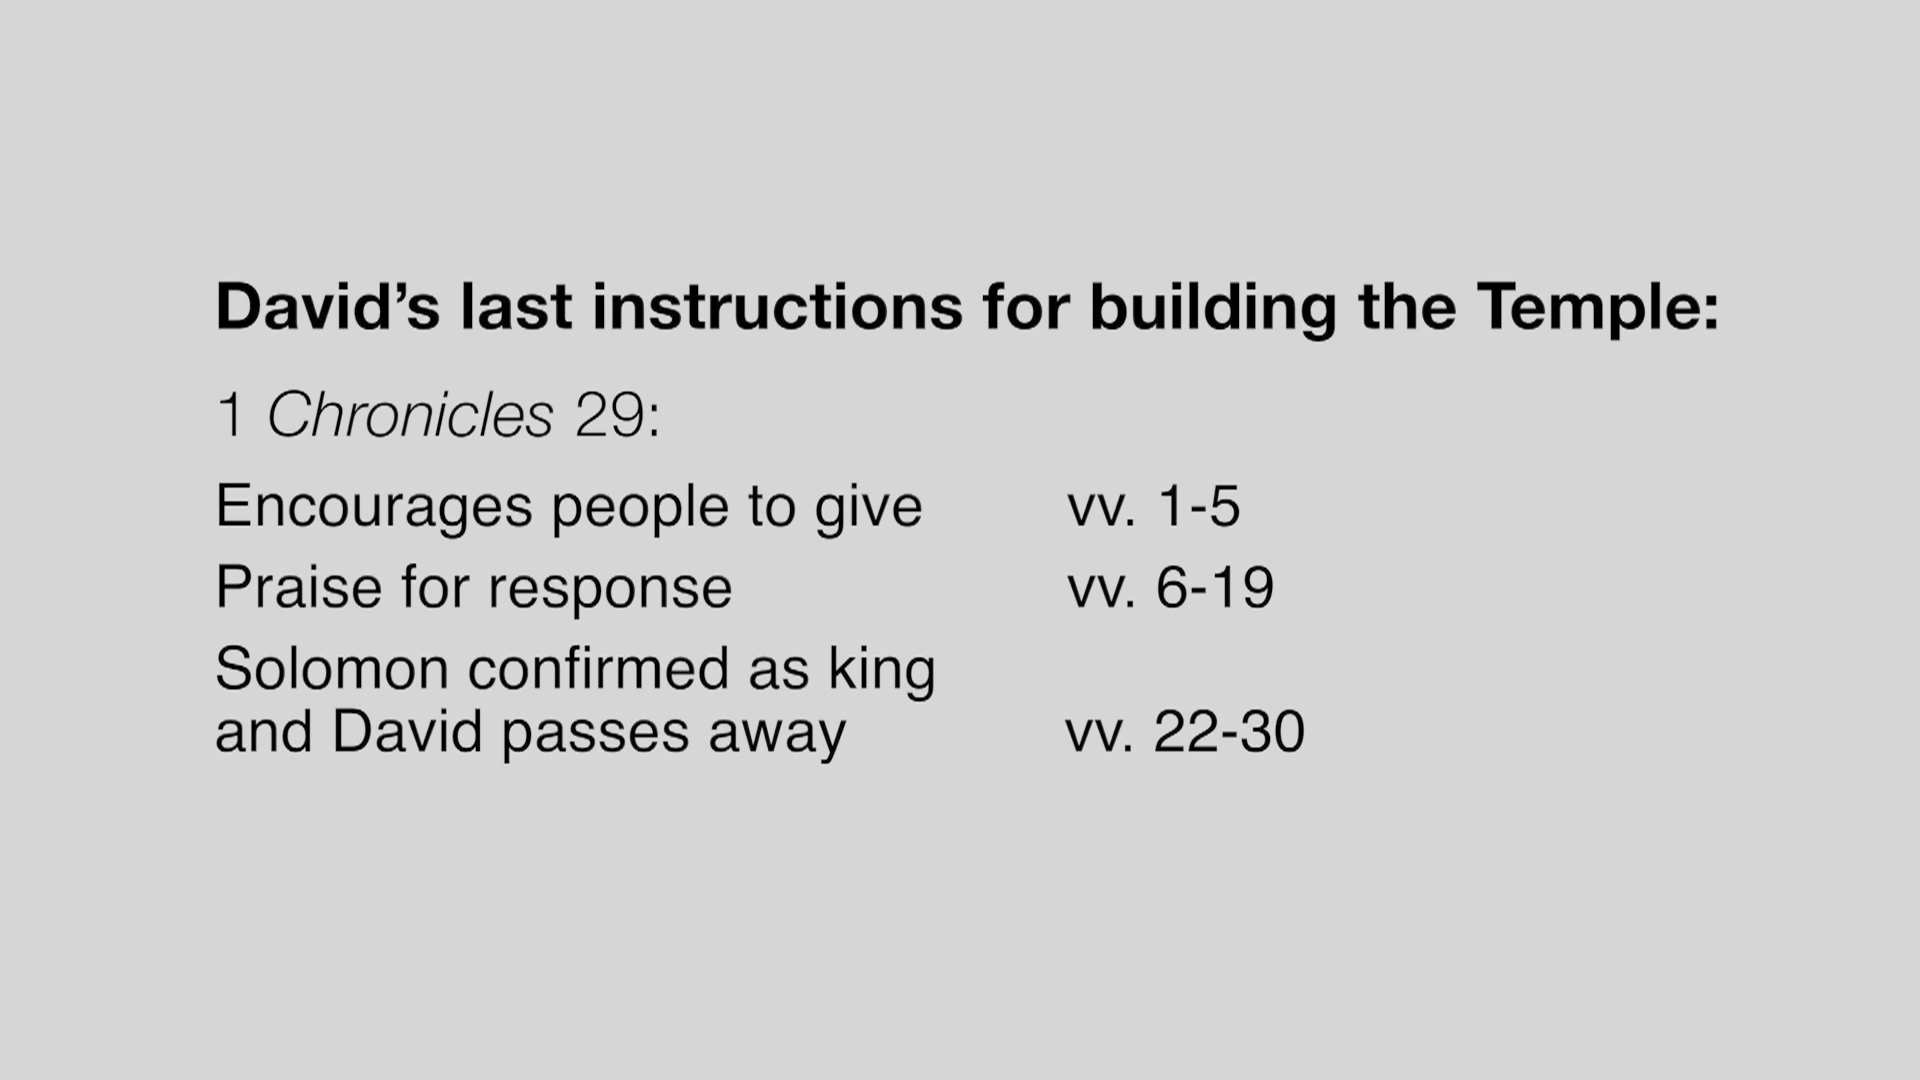 David’s last instructions for building the Temple:
1 Chronicles 29:
Encourages people to give vv. 1-5
Praise for response vv. 6-19
Solomon confirmed as king
and David passes away vv. 22-30